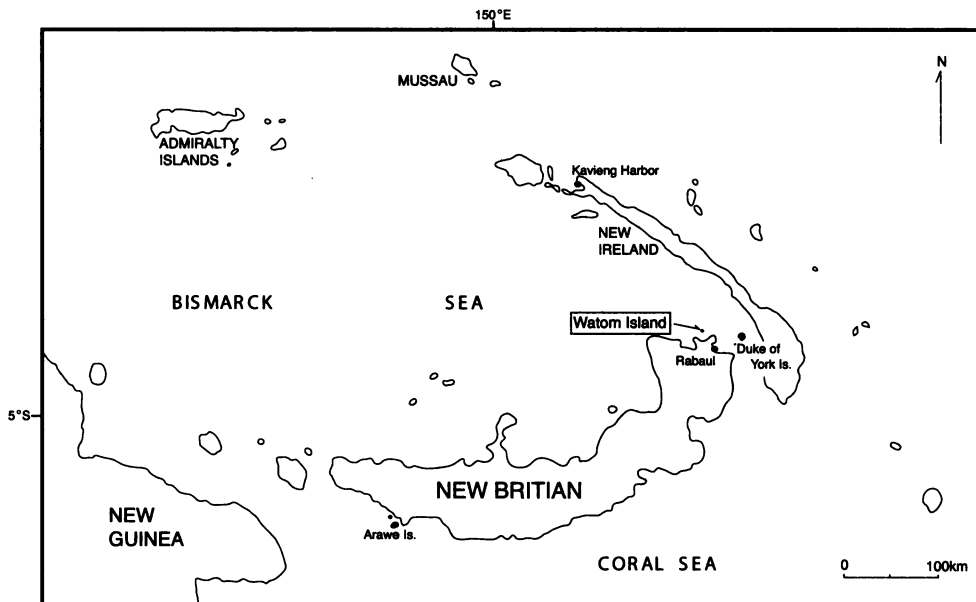 150°E
N
MUSSAU
ADMIRALTY
ISLANDS
Kavieng Harbor
NEW
IRELAND
BISMARCK SEA
Watom Island
Rabaul
Duke of
York Is.
5°S
NEW BRITIAN
NEW
GUINEA
Arawe Is.
CORAL SEA
0 100km